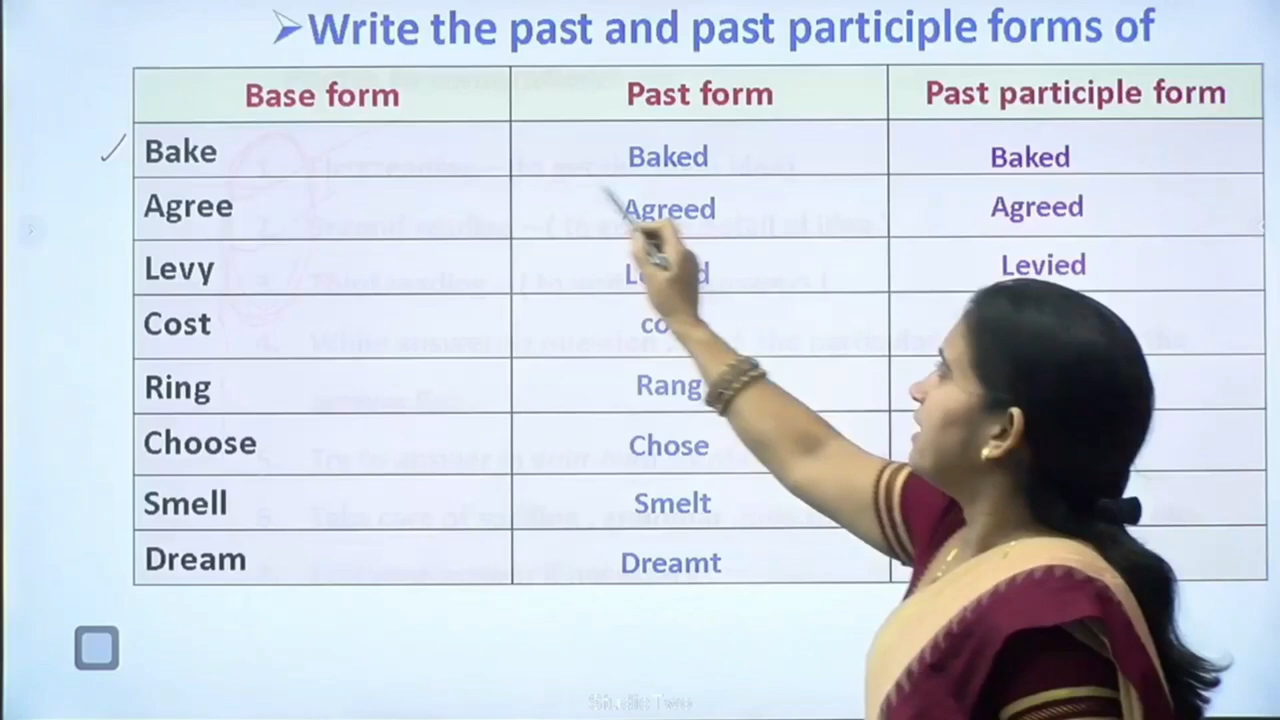 Write the past and past participle forms of
Base form Past form Past participle form
Bake Baked Baked
Agree Agreed Agreed
Levy Levied
Cost
Ring Rang
Choose Chose
Smell Smelt
Dream Dreamt